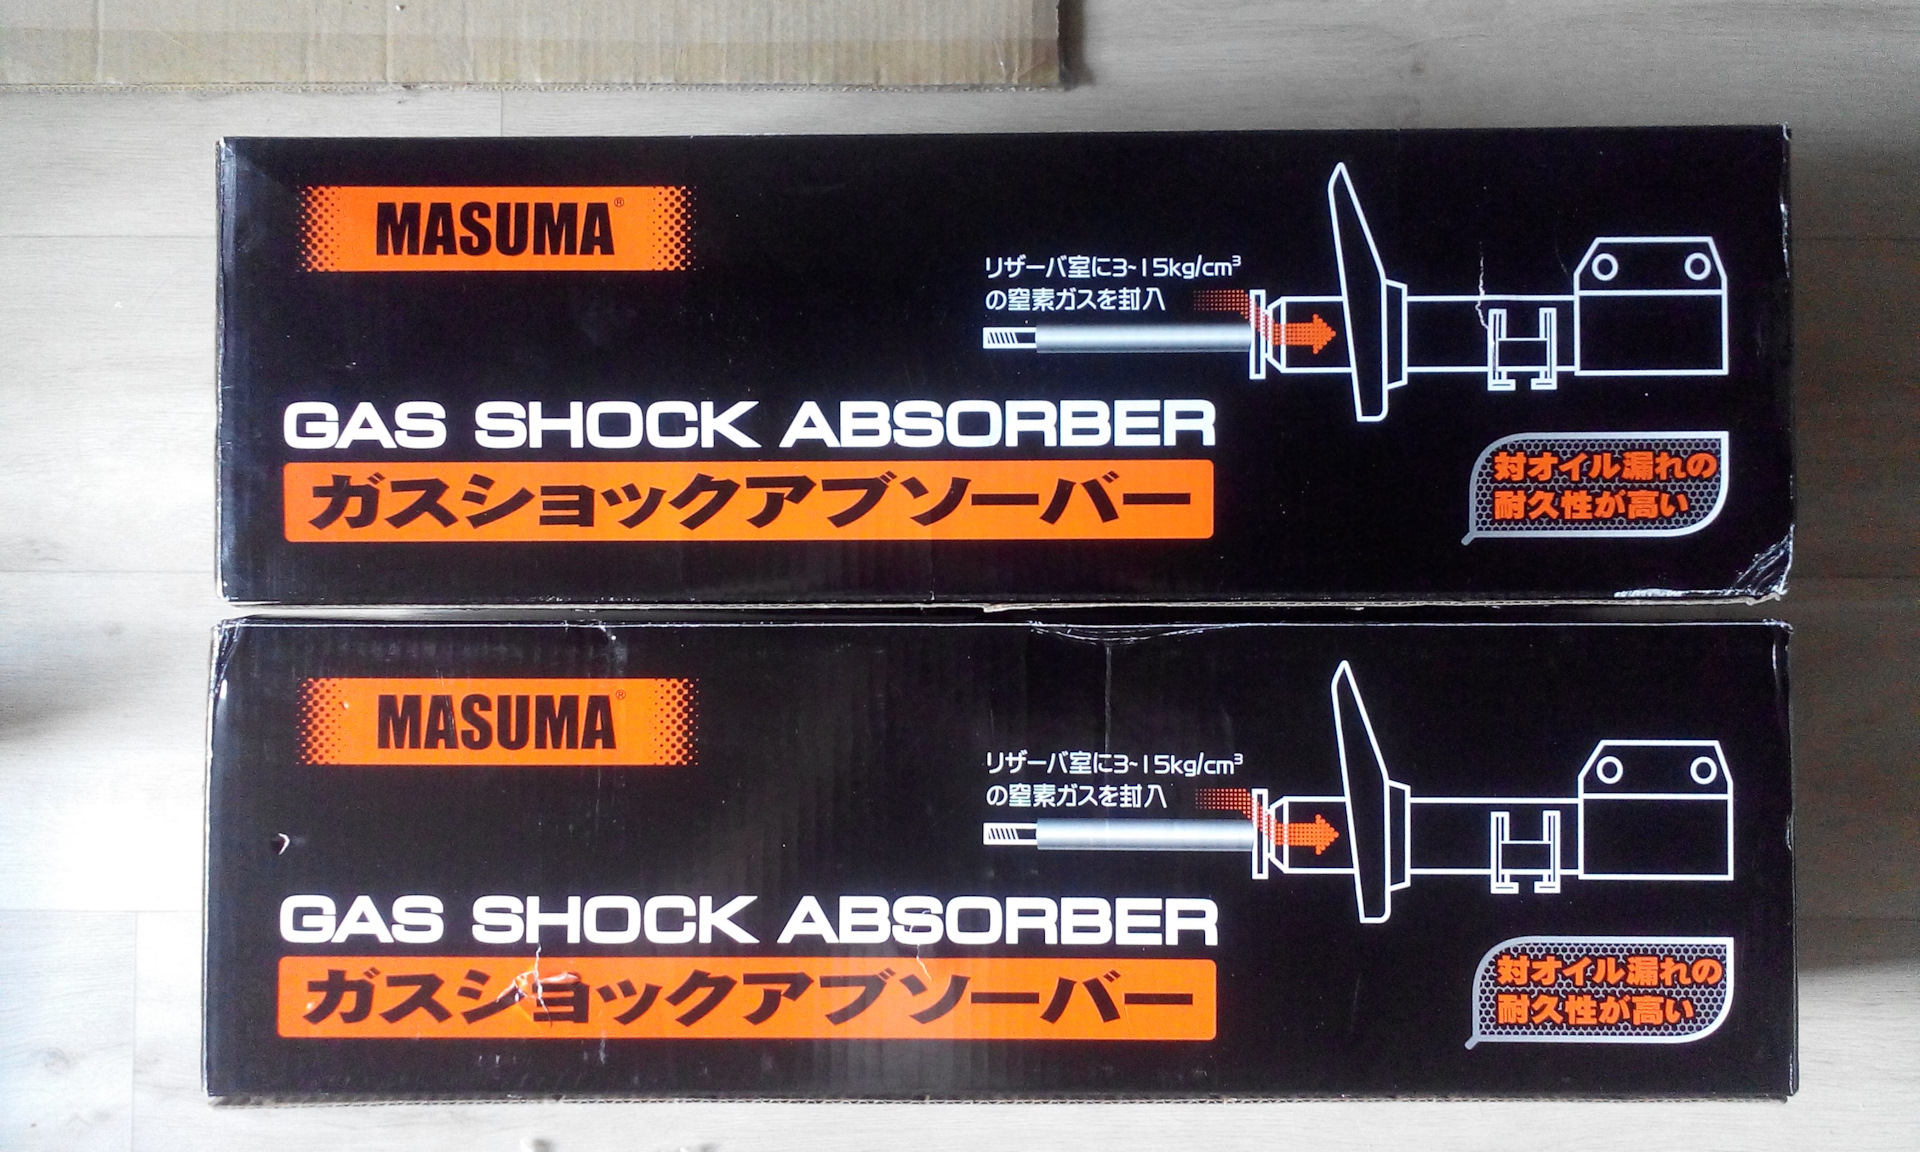 MASUMA®
リザーバ室に3~15kg/cm³
の窒素ガスを封入
GAS SHOCK ABSORBER
ガスショックアブソーバー
対オイル漏れの
耐久性が高い
MASUMA®
リザーバ室に3~15kg/cm³
の窒素ガスを封入
GAS SHOCK ABSORBER
ガスショックアブソーバー
対オイル漏れの
耐久性が高い